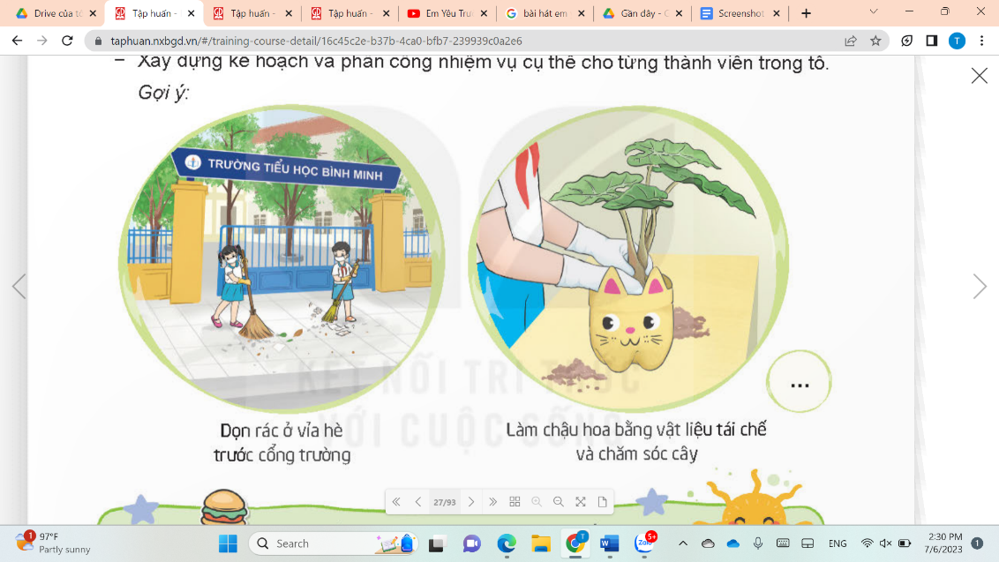 Drive của tô
Tập huấn -
Tập huấn -
Tập huấn -
Em Yêu Trư
bài hát em
Gần đây - G
Screenshot
taphuan.nxbgd.vn/#/training-course-detail/16c45c2e-b37b-4ca0-bfb7-239939c0a2e6
T
– Xây dựng kế hoạch và phân công nhiệm vụ cụ thể cho từng thành viên trong tổ.
Gợi ý:
TRƯỜNG TIỂU HỌC BÌNH MINH
KẾT NỐI TRI THỨC
VỚI CUỘC SỐNG
...
Dọn rác ở vỉa hè
trước cổng trường
Làm chậu hoa bằng vật liệu tái chế
và chăm sóc cây
27/93
1
97°F
Partly sunny
Search
T
Zalo
5+
ENG
2:30 PM
7/6/2023
1